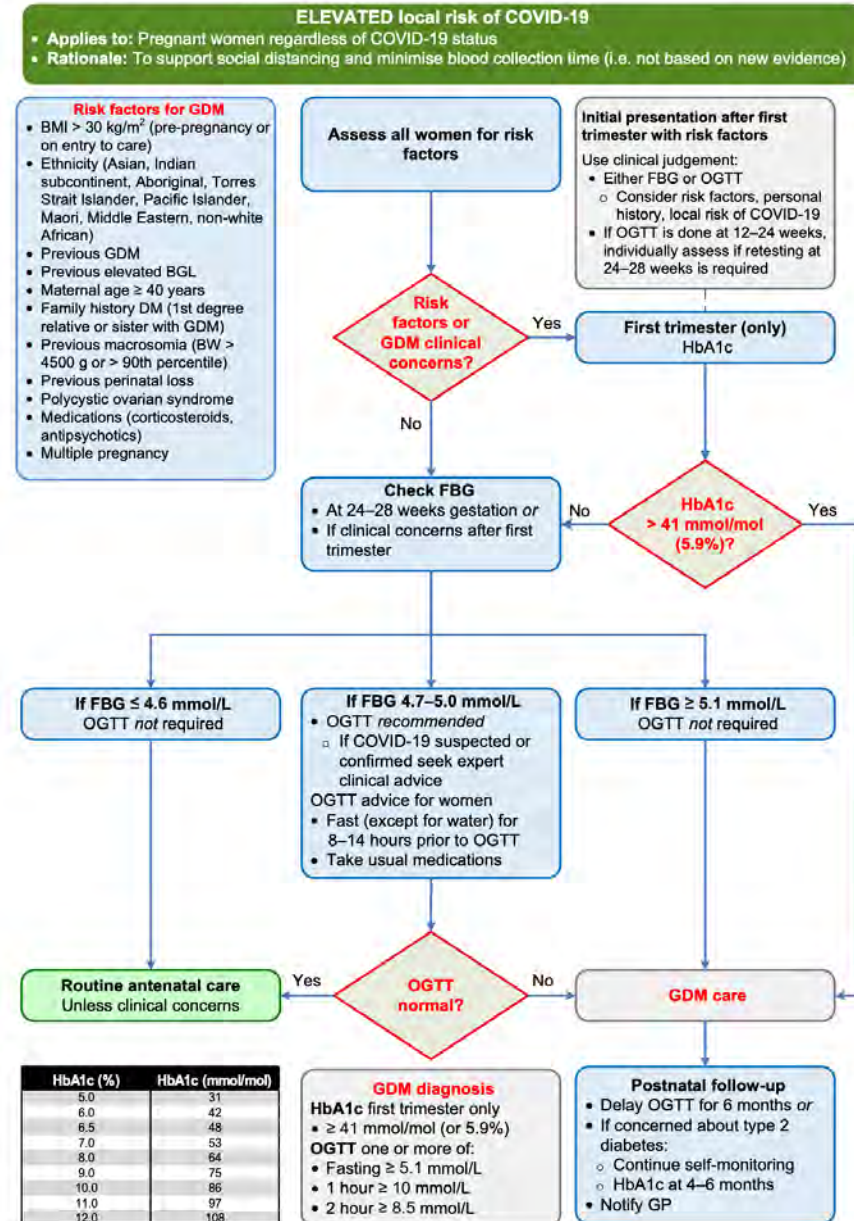 ELEVATED local risk of COVID-19
• Applies to: Pregnant women regardless of COVID-19 status
• Rationale: To support social distancing and minimise blood collection time (i.e. not based on new evidence)
Risk factors for GDM
• BMI > 30 kg/m² (pre-pregnancy or
on entry to care)
• Ethnicity (Asian, Indian
subcontinent, Aboriginal, Torres
Strait Islander, Pacific Islander,
Maori, Middle Eastern, non-white
African)
• Previous GDM
• Previous elevated BGL
• Maternal age ≥ 40 years
• Family history DM (1st degree
relative or sister with GDM)
• Previous macrosomia (BW >
4500 g or > 90th percentile)
• Previous perinatal loss
• Polycystic ovarian syndrome
• Medications (corticosteroids,
antipsychotics)
• Multiple pregnancy
Assess all women for risk
factors
Initial presentation after first
trimester with risk factors
Use clinical judgement:
• Either FBG or OGTT
o Consider risk factors, personal
history, local risk of COVID-19
• If OGTT is done at 12–24 weeks,
individually assess if retesting at
24–28 weeks is required
Risk
factors or
GDM clinical
concerns?
Yes
First trimester (only)
HbA1c
No
Check FBG
• At 24–28 weeks gestation or
• If clinical concerns after first
trimester
No
HbA1c
> 41 mmol/mol
(5.9%)?
Yes
If FBG ≤ 4.6 mmol/L
OGTT not required
If FBG 4.7–5.0 mmol/L
• OGTT recommended
□ If COVID-19 suspected or
confirmed seek expert
clinical advice
OGTT advice for women
• Fast (except for water) for
8–14 hours prior to OGTT
• Take usual medications
If FBG ≥ 5.1 mmol/L
OGTT not required
Routine antenatal care
Unless clinical concerns
Yes
OGTT
normal?
No
GDM care
HbA1c (%) HbA1c (mmol/mol)
5.0 31
6.0 42
6.5 48
7.0 53
8.0 64
9.0 75
10.0 86
11.0 97
12.0 108
GDM diagnosis
HbA1c first trimester only
• ≥ 41 mmol/mol (or 5.9%)
OGTT one or more of:
• Fasting ≥ 5.1 mmol/L
• 1 hour ≥ 10 mmol/L
• 2 hour ≥ 8.5 mmol/L
Postnatal follow-up
• Delay OGTT for 6 months or
• If concerned about type 2
diabetes:
o Continue self-monitoring
o HbA1c at 4–6 months
• Notify GP